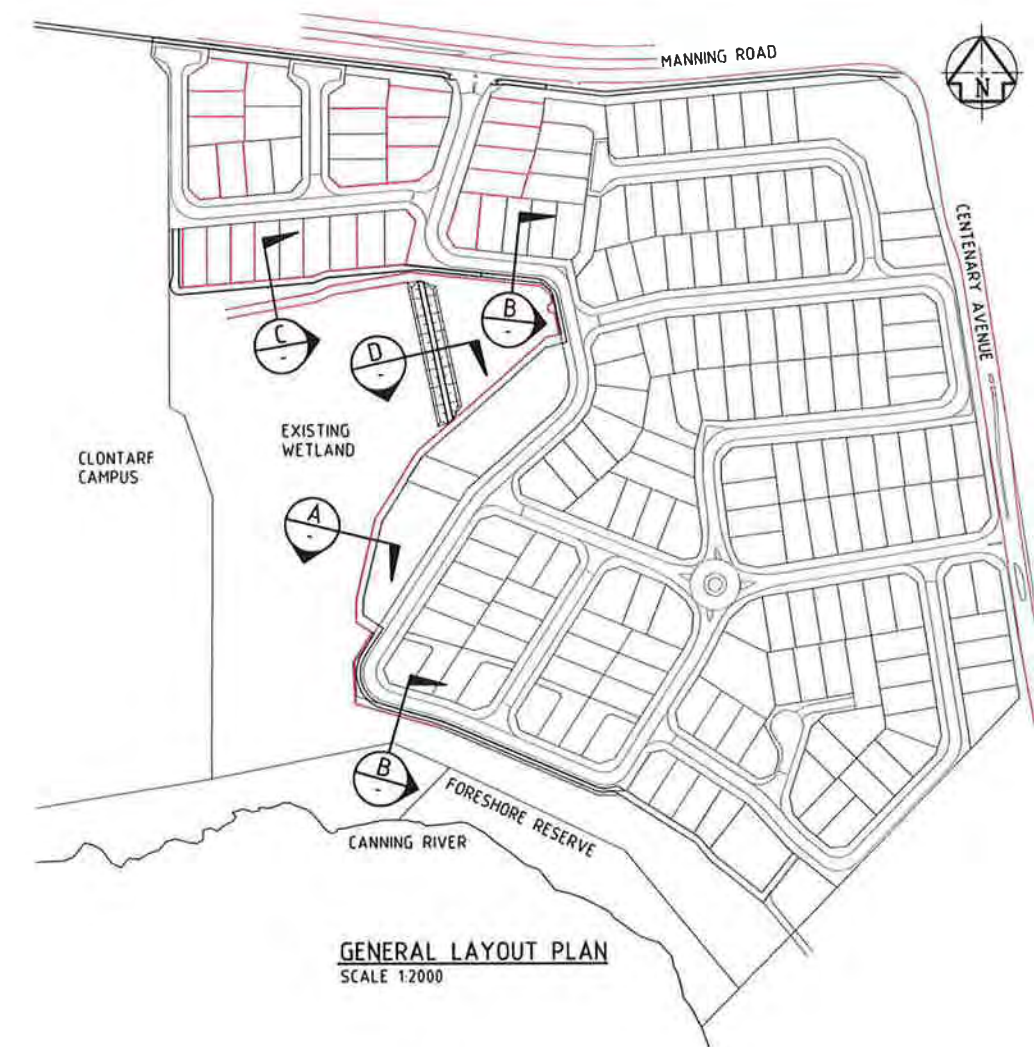 MANNING ROAD
N
CENTENARY AVENUE
B
-
C
-
D
-
EXISTING
WETLAND
CLONTARF
CAMPUS
A
-
B
-
FORESHORE RESERVE
CANNING RIVER
GENERAL LAYOUT PLAN
SCALE 1:2000